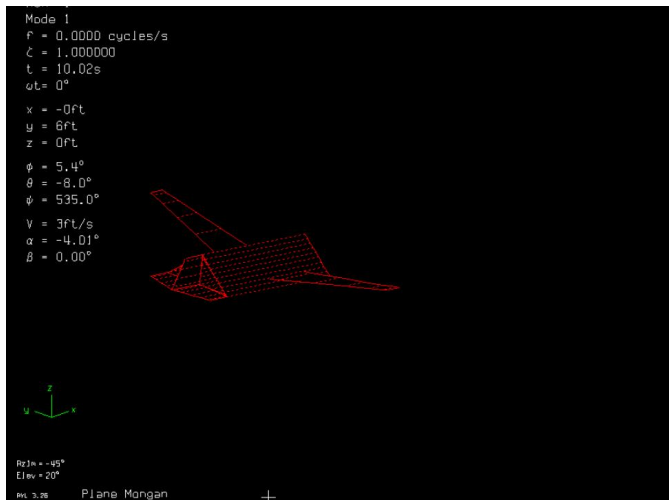 Mode 1
f = 0.0000 cycles/s
ζ = 1.000000
t = 10.02s
ωt= 0°
x = -0ft
y = 6ft
z = 0ft
ϕ = 5.4°
θ = -8.0°
ψ = 535.0°
V = 3ft/s
α = -4.01°
β = 0.00°
z
y x
Azim = -45°
Elev = 20°
AVL 3.26 Plane Mongan